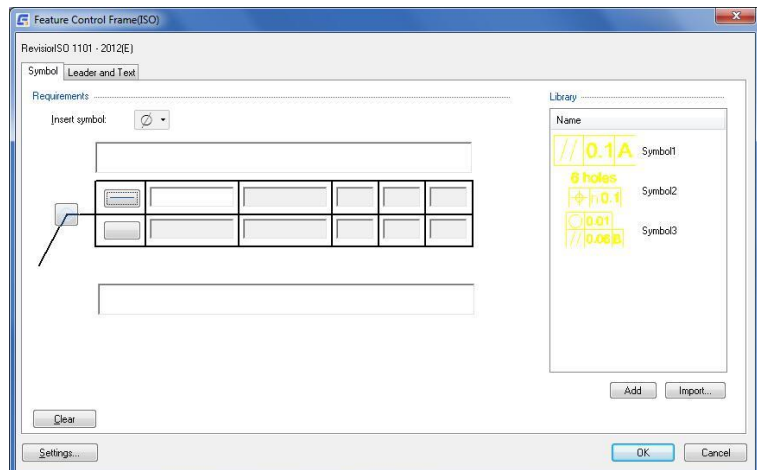 Feature Control Frame(ISO)
RevisionISO 1101 - 2012(E)
Symbol
Leader and Text
Requirements
Insert symbol:
Library
Name
// 0.1 A Symbol1
6 holes
0.1 Symbol2
0.01
// 0.06 B Symbol3
Add
Import...
Clear
Settings...
OK
Cancel